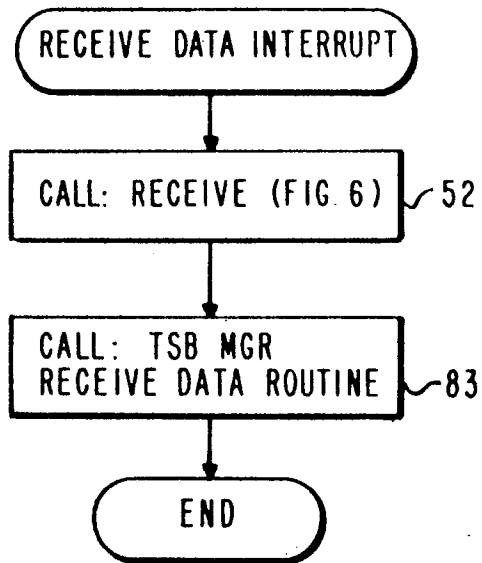 RECEIVE DATA INTERRUPT
CALL: RECEIVE (FIG. 6) 52
CALL: TSB MGR
RECEIVE DATA ROUTINE 83
END